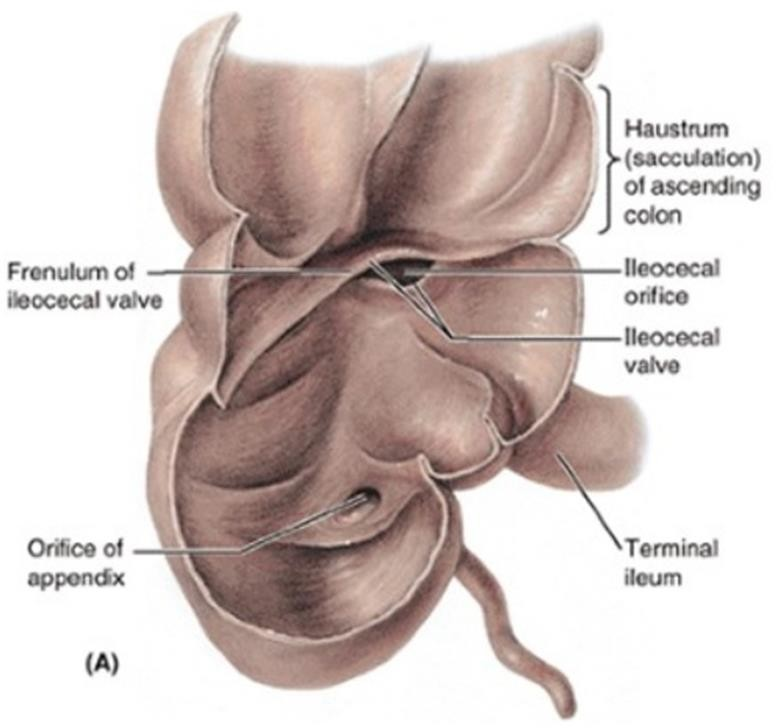 Haustrum
(sacculation)
of ascending
colon
Frenulum of
ileocecal valve
Ileocecal
orifice
Ileocecal
valve
Orifice of
appendix
Terminal
ileum
(A)